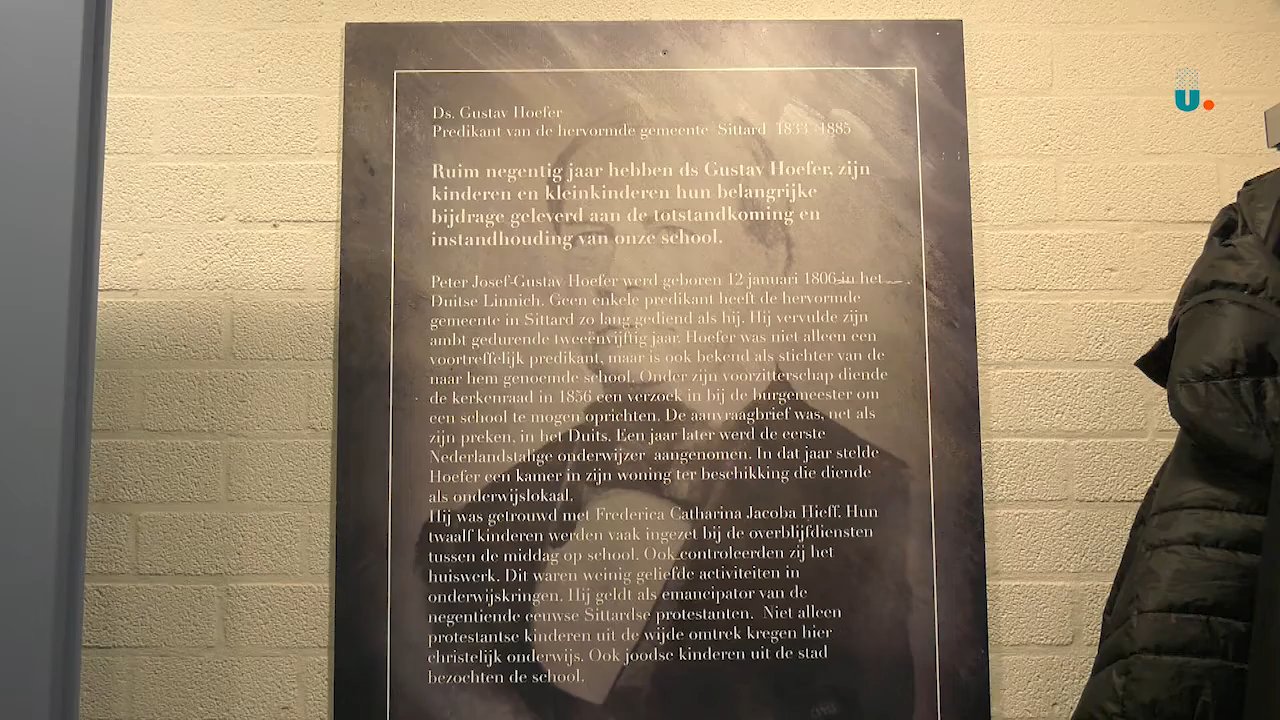 Ds. Gustav Hoefer
Predikant van de hervormde gemeente Sittard 1833-1885
Ruim negentig jaar hebben ds Gustav Hoefer, zijn
kinderen en kleinkinderen hun belangrijke
bijdrage geleverd aan de totstandkoming en
instandhouding van onze school.
Peter Josef-Gustav Hoefer werd geboren 12 januari 1806 in het
Duitse Linnich. Geen enkele predikant heeft de hervormde
gemeente in Sittard zo lang gediend als hij. Hij vervulde zijn
ambt gedurende tweeënvijftig jaar. Hoefer was niet alleen een
voortreffelijk predikant, maar is ook bekend als stichter van de
naar hem genoemde school. Onder zijn voorzitterschap diende
de kerkenraad in 1856 een verzoek in bij de burgemeester om
een school te mogen oprichten. De aanvraagbrief was, net als
zijn preken, in het Duits. Een jaar later werd de eerste
Nederlandstalige onderwijzer aangenomen. In dat jaar stelde
Hoefer een kamer in zijn woning ter beschikking die diende
als onderwijslokaal.
Hij was getrouwd met Frederica Catharina Jacoba Hieff. Hun
twaalf kinderen werden vaak ingezet bij de overblijfdiensten
tussen de middag op school. Ook controleerden zij het
huiswerk. Dit waren weinig geliefde activiteiten in
onderwijskringen. Hij geldt als emancipator van de
negentiende eeuwse Sittardse protestanten. Niet alleen
protestantse kinderen uit de wijde omtrek kregen hier
christelijk onderwijs. Ook joodse kinderen uit de stad
bezochten de school.
u.